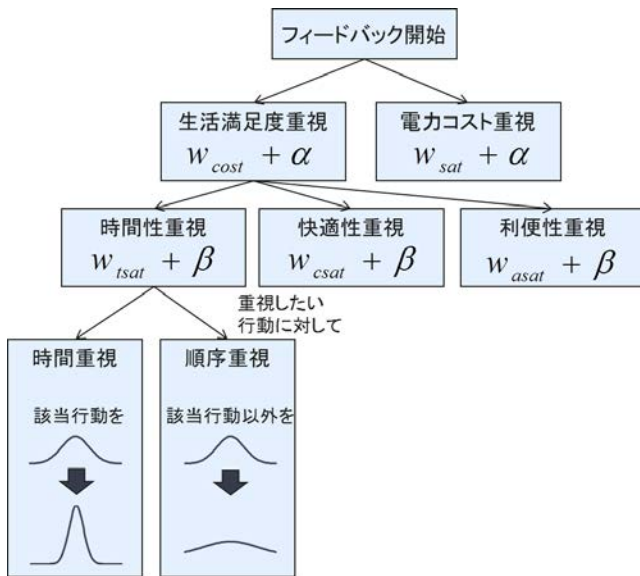 フィードバック開始
生活満足度重視
w_cost + α
電力コスト重視
w_sat + α
時間性重視
w_tsat + β
快適性重視
w_csat + β
利便性重視
w_asat + β
重視したい
行動に対して
時間重視
該当行動を
順序重視
該当行動以外を